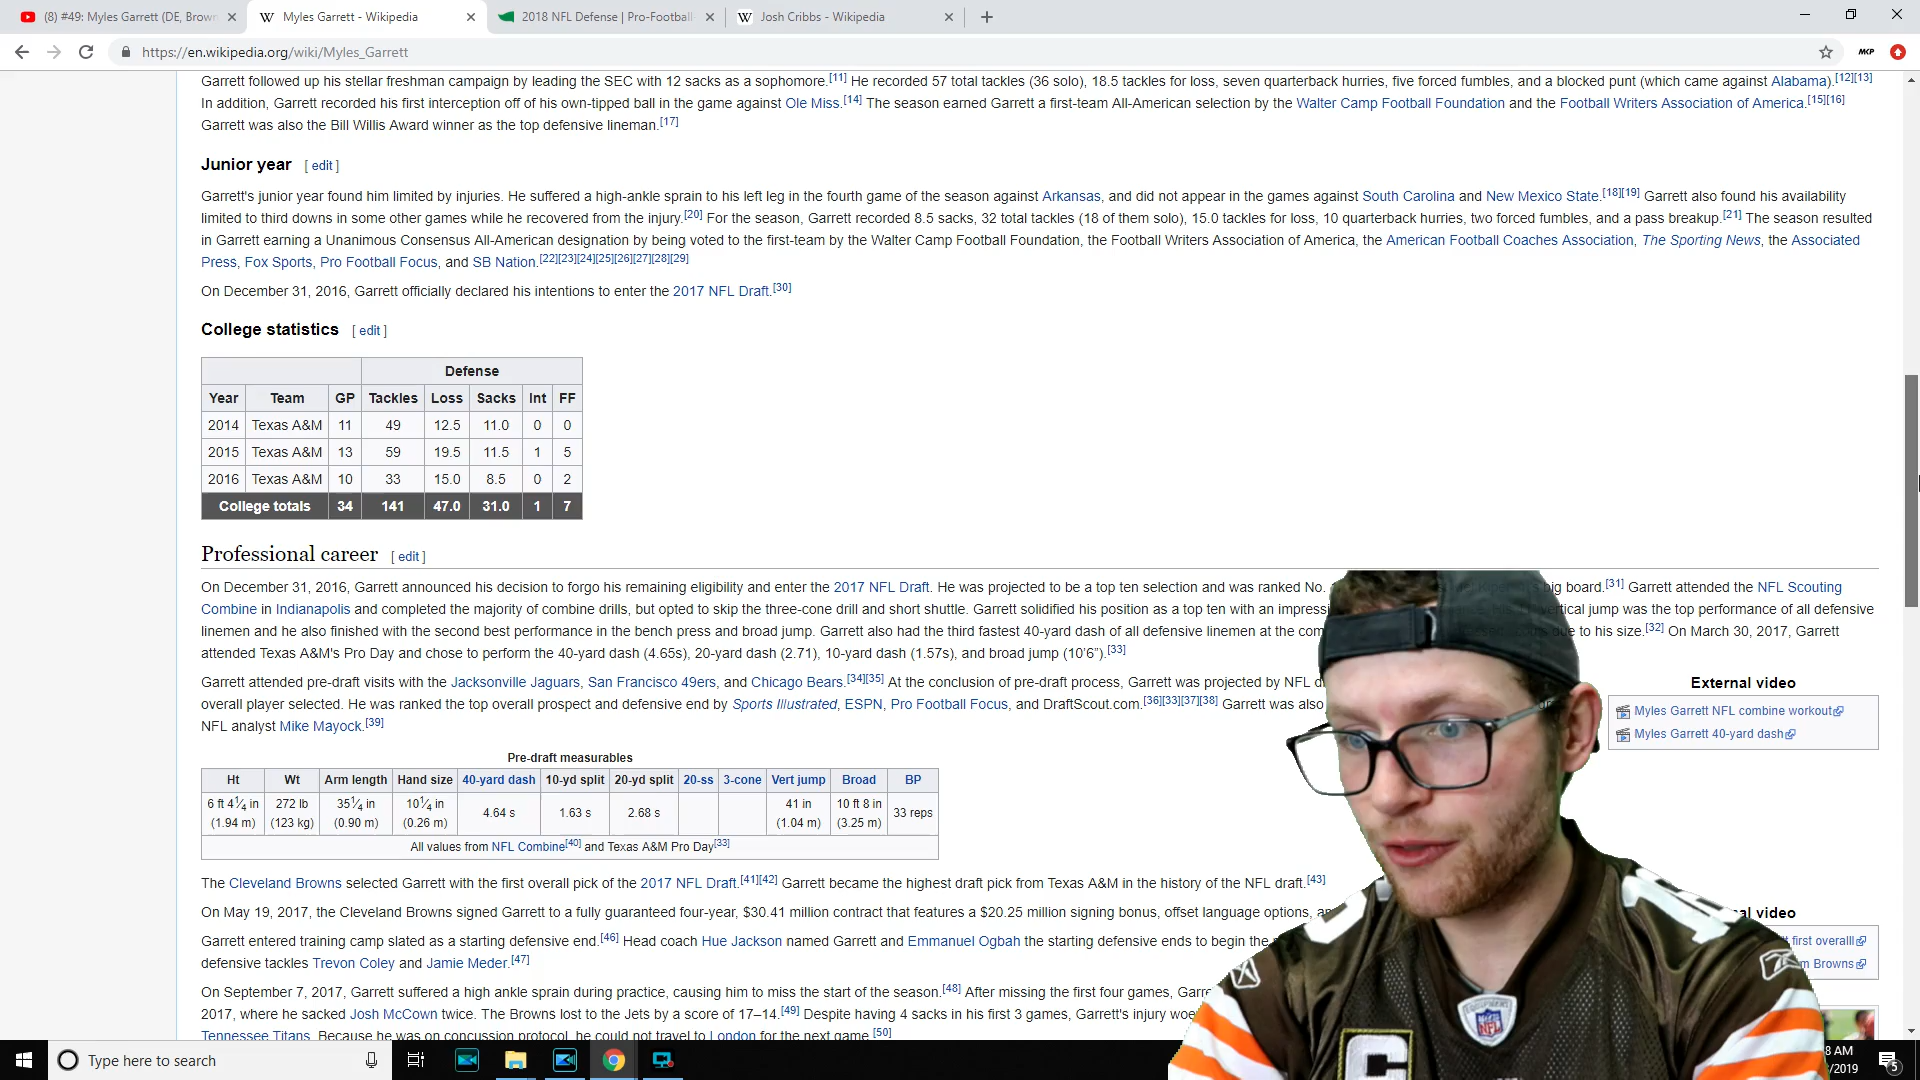 (8) #49: Myles Garrett (DE, Brown
Myles Garrett - Wikipedia
2018 NFL Defense | Pro-Football
Josh Cribbs - Wikipedia
https://en.wikipedia.org/wiki/Myles_Garrett
MKP
Garrett followed up his stellar freshman campaign by leading the SEC with 12 sacks as a sophomore.[11] He recorded 57 total tackles (36 solo), 18.5 tackles for loss, seven quarterback hurries, five forced fumbles, and a blocked punt (which came against Alabama).[12][13]
In addition, Garrett recorded his first interception off of his own-tipped ball in the game against Ole Miss.[14] The season earned Garrett a first-team All-American selection by the Walter Camp Football Foundation and the Football Writers Association of America.[15][16]
Garrett was also the Bill Willis Award winner as the top defensive lineman.[17]
Junior year [ edit ]
Garrett's junior year found him limited by injuries. He suffered a high-ankle sprain to his left leg in the fourth game of the season against Arkansas, and did not appear in the games against South Carolina and New Mexico State.[18][19] Garrett also found his availability
limited to third downs in some other games while he recovered from the injury.[20] For the season, Garrett recorded 8.5 sacks, 32 total tackles (18 of them solo), 15.0 tackles for loss, 10 quarterback hurries, two forced fumbles, and a pass breakup.[21] The season resulted
in Garrett earning a Unanimous Consensus All-American designation by being voted to the first-team by the Walter Camp Football Foundation, the Football Writers Association of America, the American Football Coaches Association, The Sporting News, the Associated
Press, Fox Sports, Pro Football Focus, and SB Nation.[22][23][24][25][26][27][28][29]
On December 31, 2016, Garrett officially declared his intentions to enter the 2017 NFL Draft.[30]
College statistics [ edit ]
Defense
Year Team GP Tackles Loss Sacks Int FF
2014 Texas A&M 11 49 12.5 11.0 0 0
2015 Texas A&M 13 59 19.5 11.5 1 5
2016 Texas A&M 10 33 15.0 8.5 0 2
College totals 34 141 47.0 31.0 1 7
Professional career [ edit ]
On December 31, 2016, Garrett announced his decision to forgo his remaining eligibility and enter the 2017 NFL Draft. He was projected to be a top ten selection and was ranked No. big board.[31] Garrett attended the NFL Scouting
Combine in Indianapolis and completed the majority of combine drills, but opted to skip the three-cone drill and short shuttle. Garrett solidified his position as a top ten with an impressi vertical jump was the top performance of all defensive
linemen and he also finished with the second best performance in the bench press and broad jump. Garrett also had the third fastest 40-yard dash of all defensive linemen at the com due to his size.[32] On March 30, 2017, Garrett
attended Texas A&M's Pro Day and chose to perform the 40-yard dash (4.65s), 20-yard dash (2.71), 10-yard dash (1.57s), and broad jump (10'6").[33]
Garrett attended pre-draft visits with the Jacksonville Jaguars, San Francisco 49ers, and Chicago Bears.[34][35] At the conclusion of pre-draft process, Garrett was projected by NFL d
overall player selected. He was ranked the top overall prospect and defensive end by Sports Illustrated, ESPN, Pro Football Focus, and DraftScout.com.[36][33][37][38] Garrett was also
NFL analyst Mike Mayock.[39]
External video
Myles Garrett NFL combine workout
Myles Garrett 40-yard dash
Pre-draft measurables
Ht Wt Arm length Hand size 40-yard dash 10-yd split 20-yd split 20-ss 3-cone Vert jump Broad BP
6 ft 4 1⁄4 in 272 lb 35 1⁄4 in 10 1⁄4 in 4.64 s 1.63 s 2.68 s 41 in 10 ft 8 in 33 reps
(1.94 m) (123 kg) (0.90 m) (0.26 m) (1.04 m) (3.25 m)
All values from NFL Combine[40] and Texas A&M Pro Day[33]
The Cleveland Browns selected Garrett with the first overall pick of the 2017 NFL Draft.[41][42] Garrett became the highest draft pick from Texas A&M in the history of the NFL draft.[43]
On May 19, 2017, the Cleveland Browns signed Garrett to a fully guaranteed four-year, $30.41 million contract that features a $20.25 million signing bonus, offset language options, a
al video
first overall
m Browns
Garrett entered training camp slated as a starting defensive end.[46] Head coach Hue Jackson named Garrett and Emmanuel Ogbah the starting defensive ends to begin the
defensive tackles Trevon Coley and Jamie Meder.[47]
On September 7, 2017, Garrett suffered a high ankle sprain during practice, causing him to miss the start of the season.[48] After missing the first four games, Garre
2017, where he sacked Josh McCown twice. The Browns lost to the Jets by a score of 17–14.[49] Despite having 4 sacks in his first 3 games, Garrett's injury woe
Tennessee Titans. Because he was on concussion protocol, he could not travel to London for the next game.[50]
NFL
C
Type here to search
8 AM
/2019
5